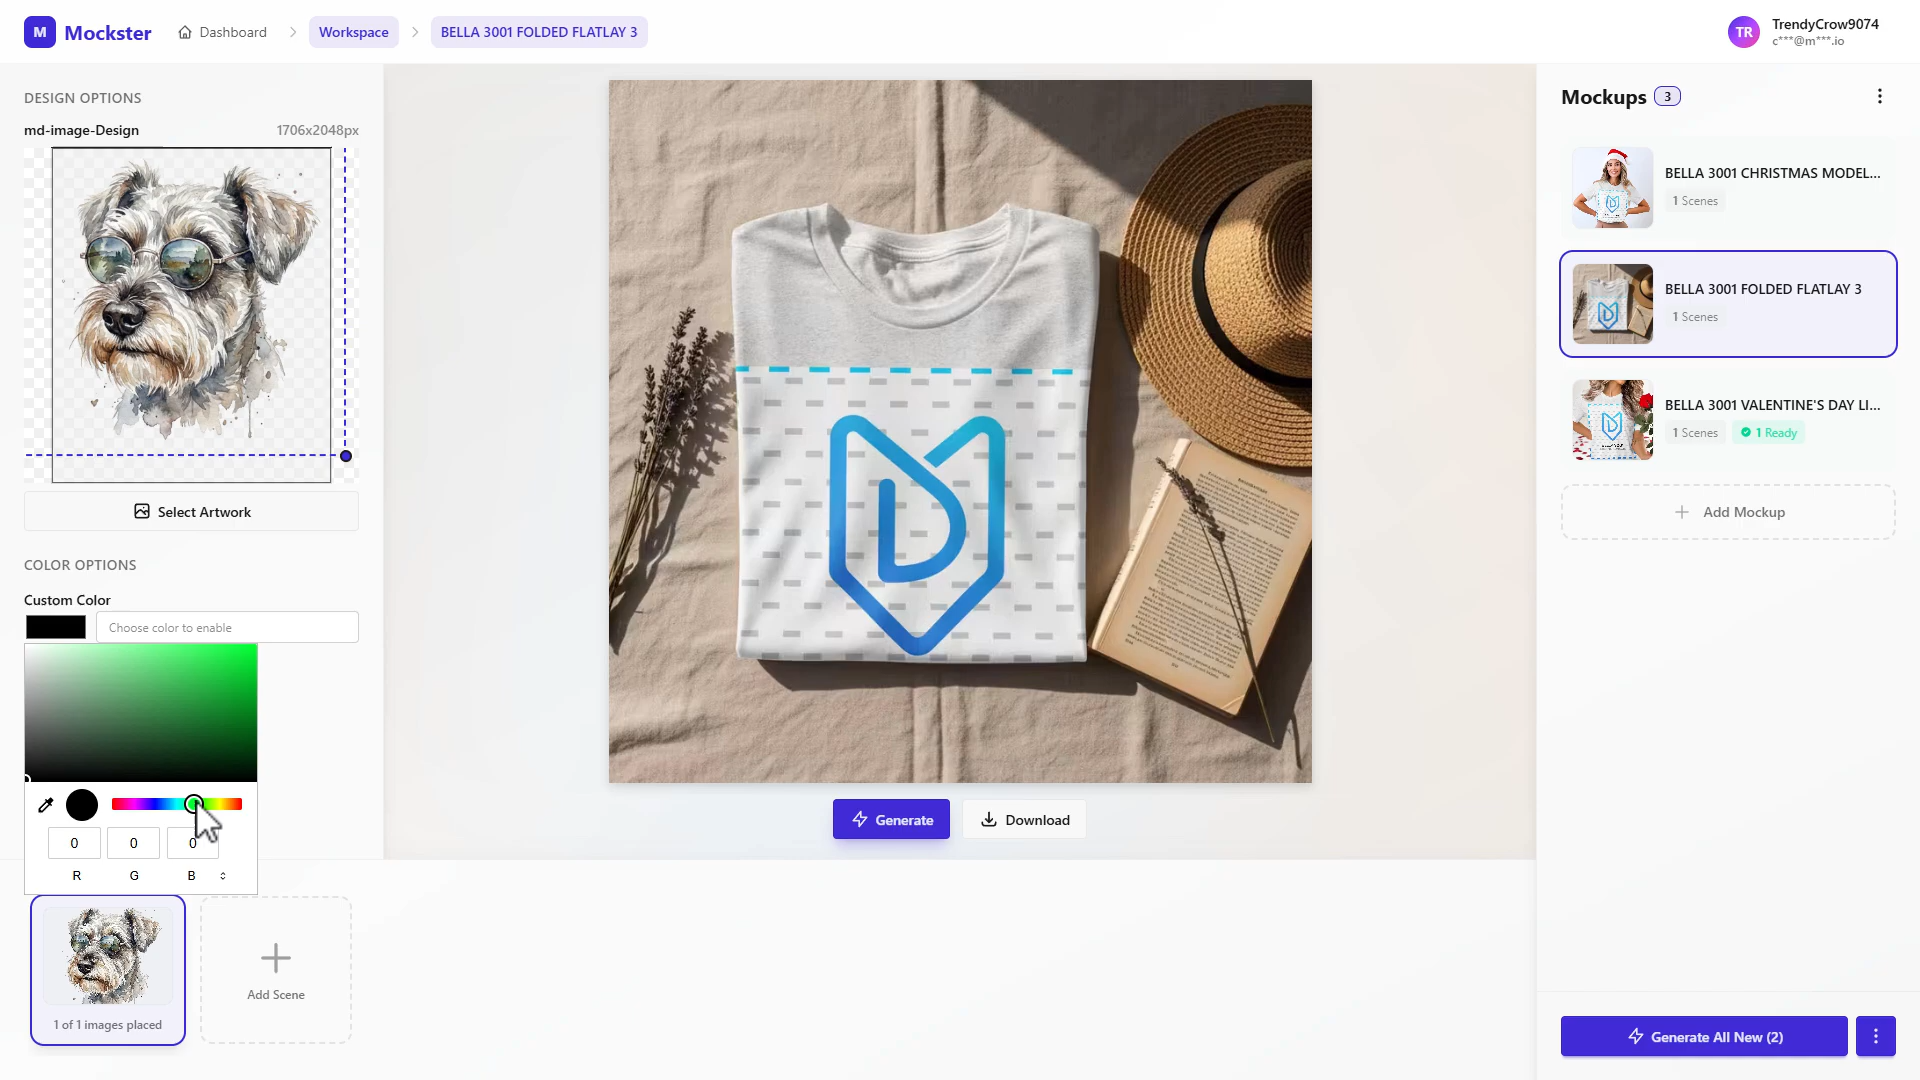 M Mockster
Dashboard
Workspace
BELLA 3001 FOLDED FLATLAY 3
TR
TrendyCrow9074
c***@m***.io
DESIGN OPTIONS
md-image-Design
1706x2048px
Select Artwork
COLOR OPTIONS
Custom Color
Choose color to enable
0 0 0
R G B
1 of 1 images placed
Add Scene
Generate
Download
Mockups 3
BELLA 3001 CHRISTMAS MODEL...
1 Scenes
BELLA 3001 FOLDED FLATLAY 3
1 Scenes
BELLA 3001 VALENTINE'S DAY LI...
1 Scenes
1 Ready
Add Mockup
Generate All New (2)